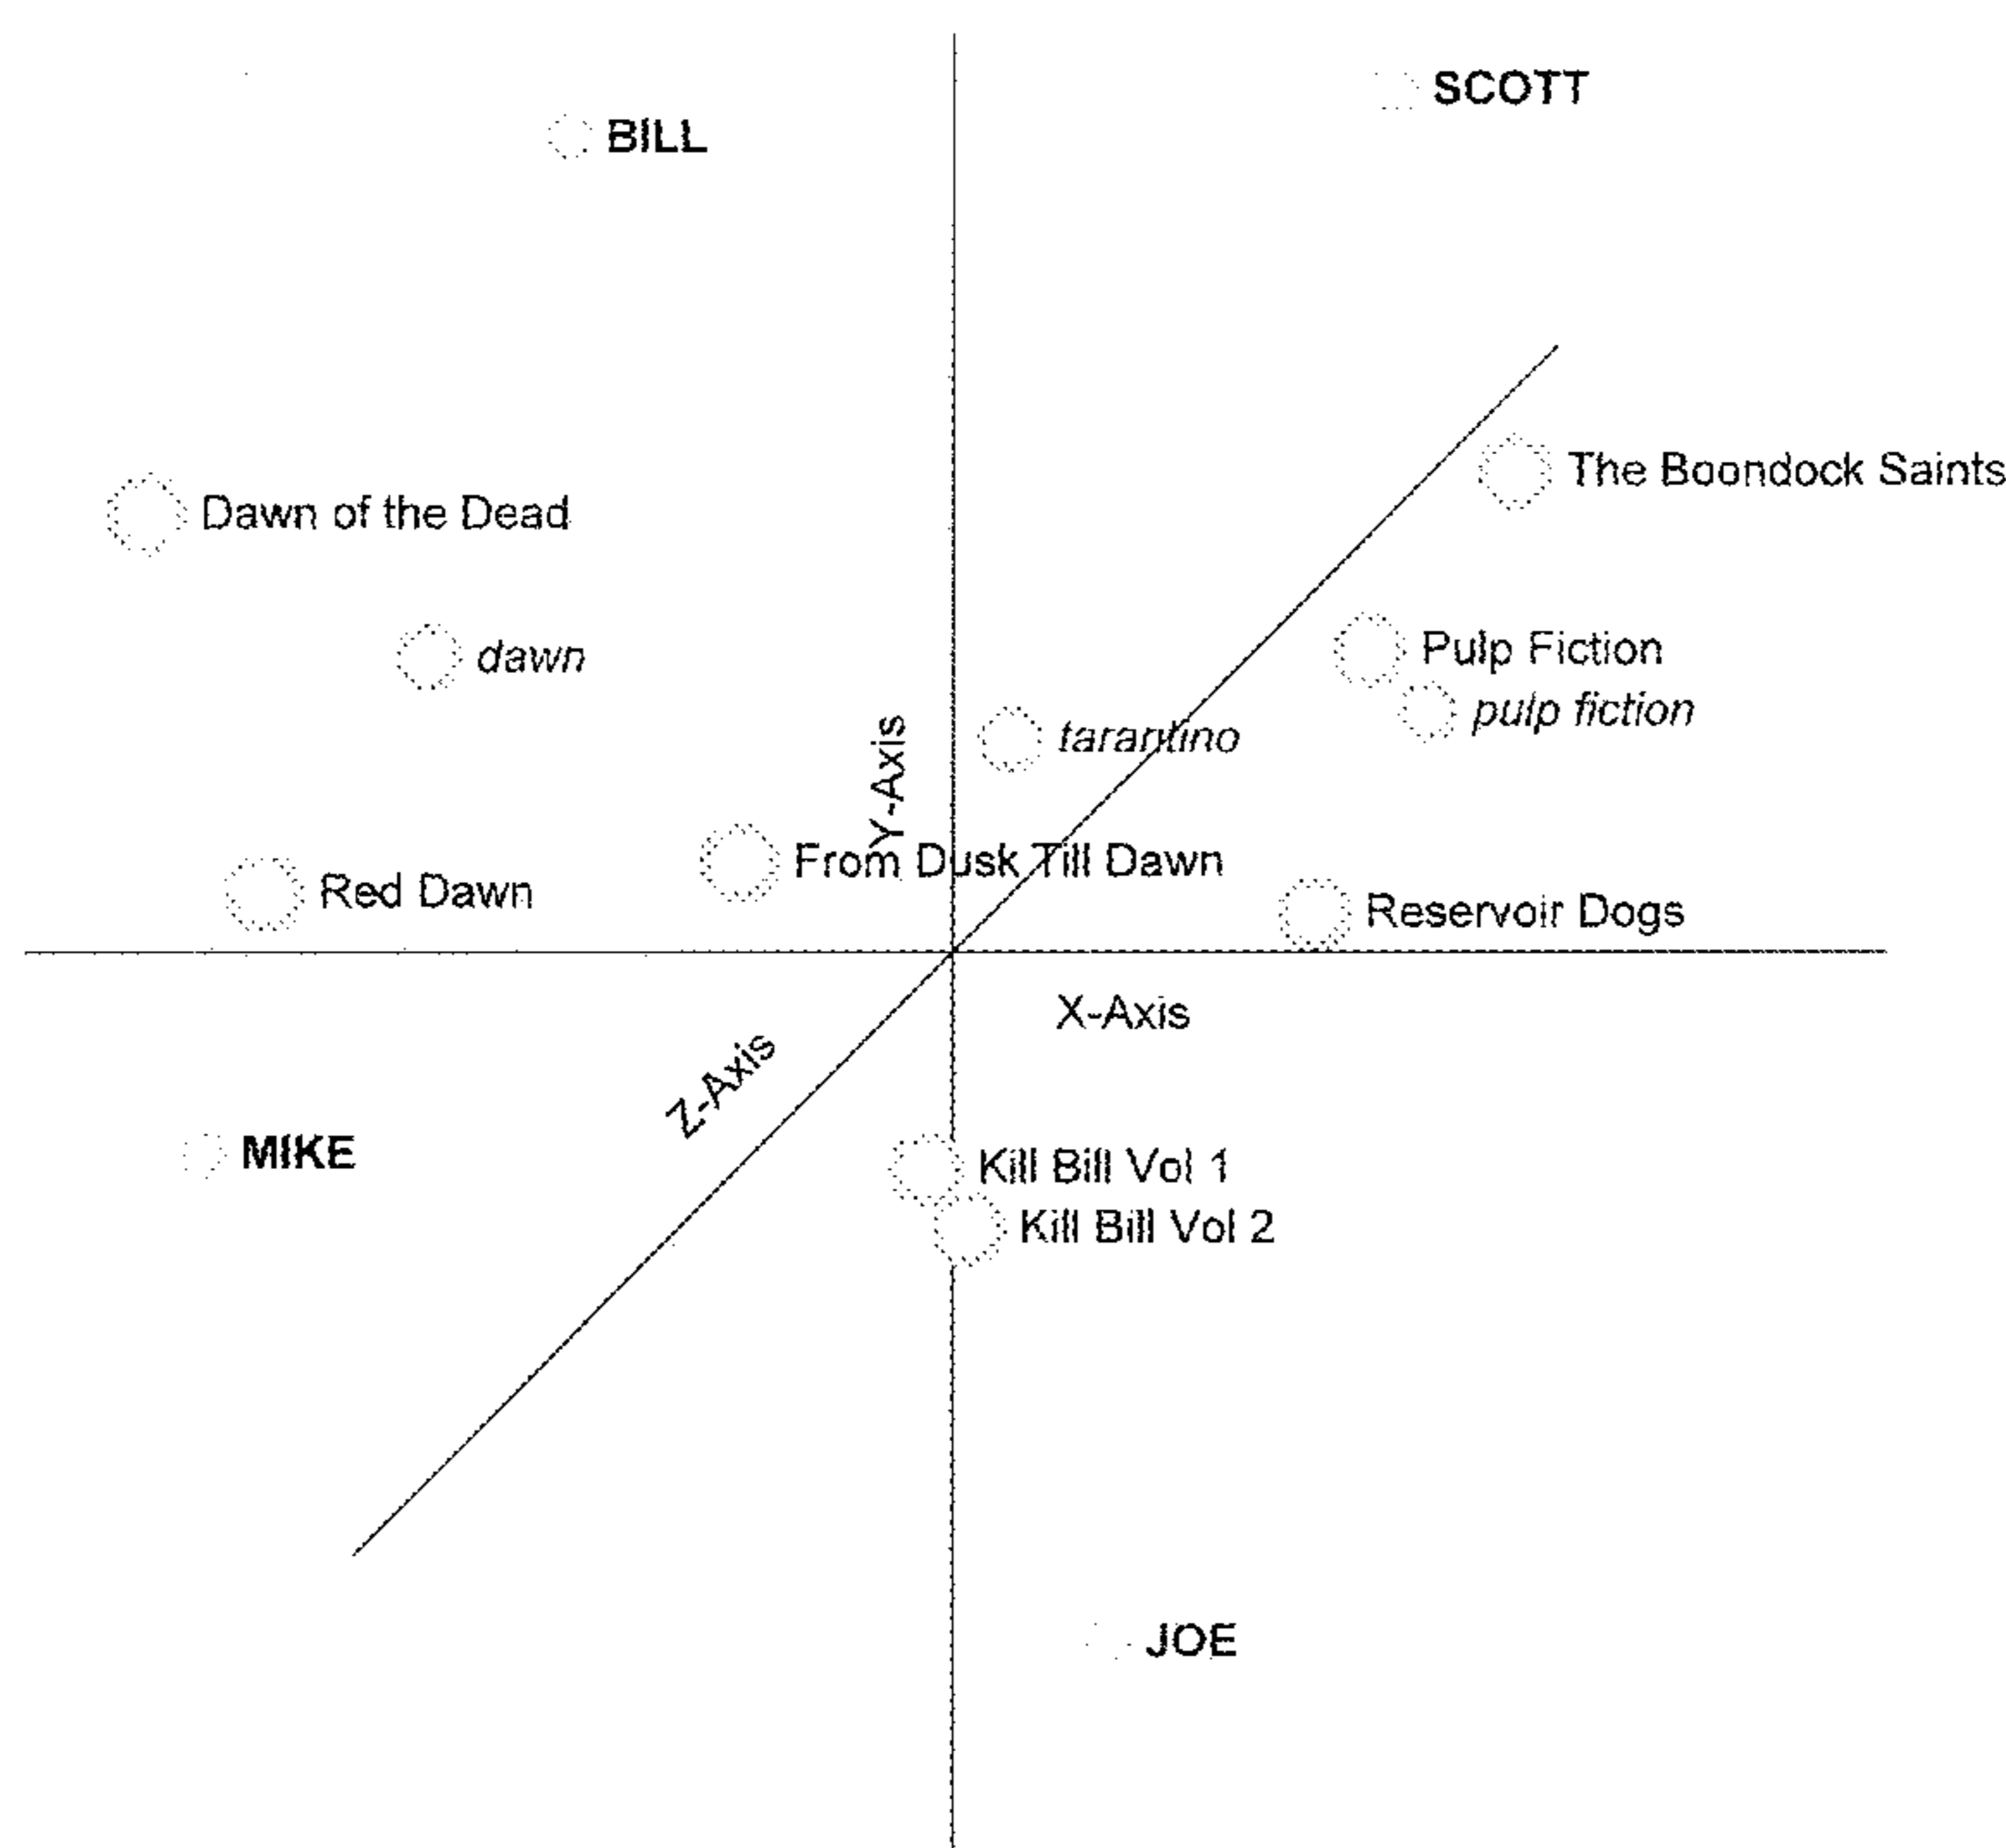 SCOTT
BILL
The Boondock Saints
Dawn of the Dead
Pulp Fiction
dawn
pulp fiction
tarantino
Y-Axis
From Dusk Till Dawn
Red Dawn
Reservoir Dogs
X-Axis
Z-Axis
MIKE
Kill Bill Vol 1
Kill Bill Vol 2
JOE